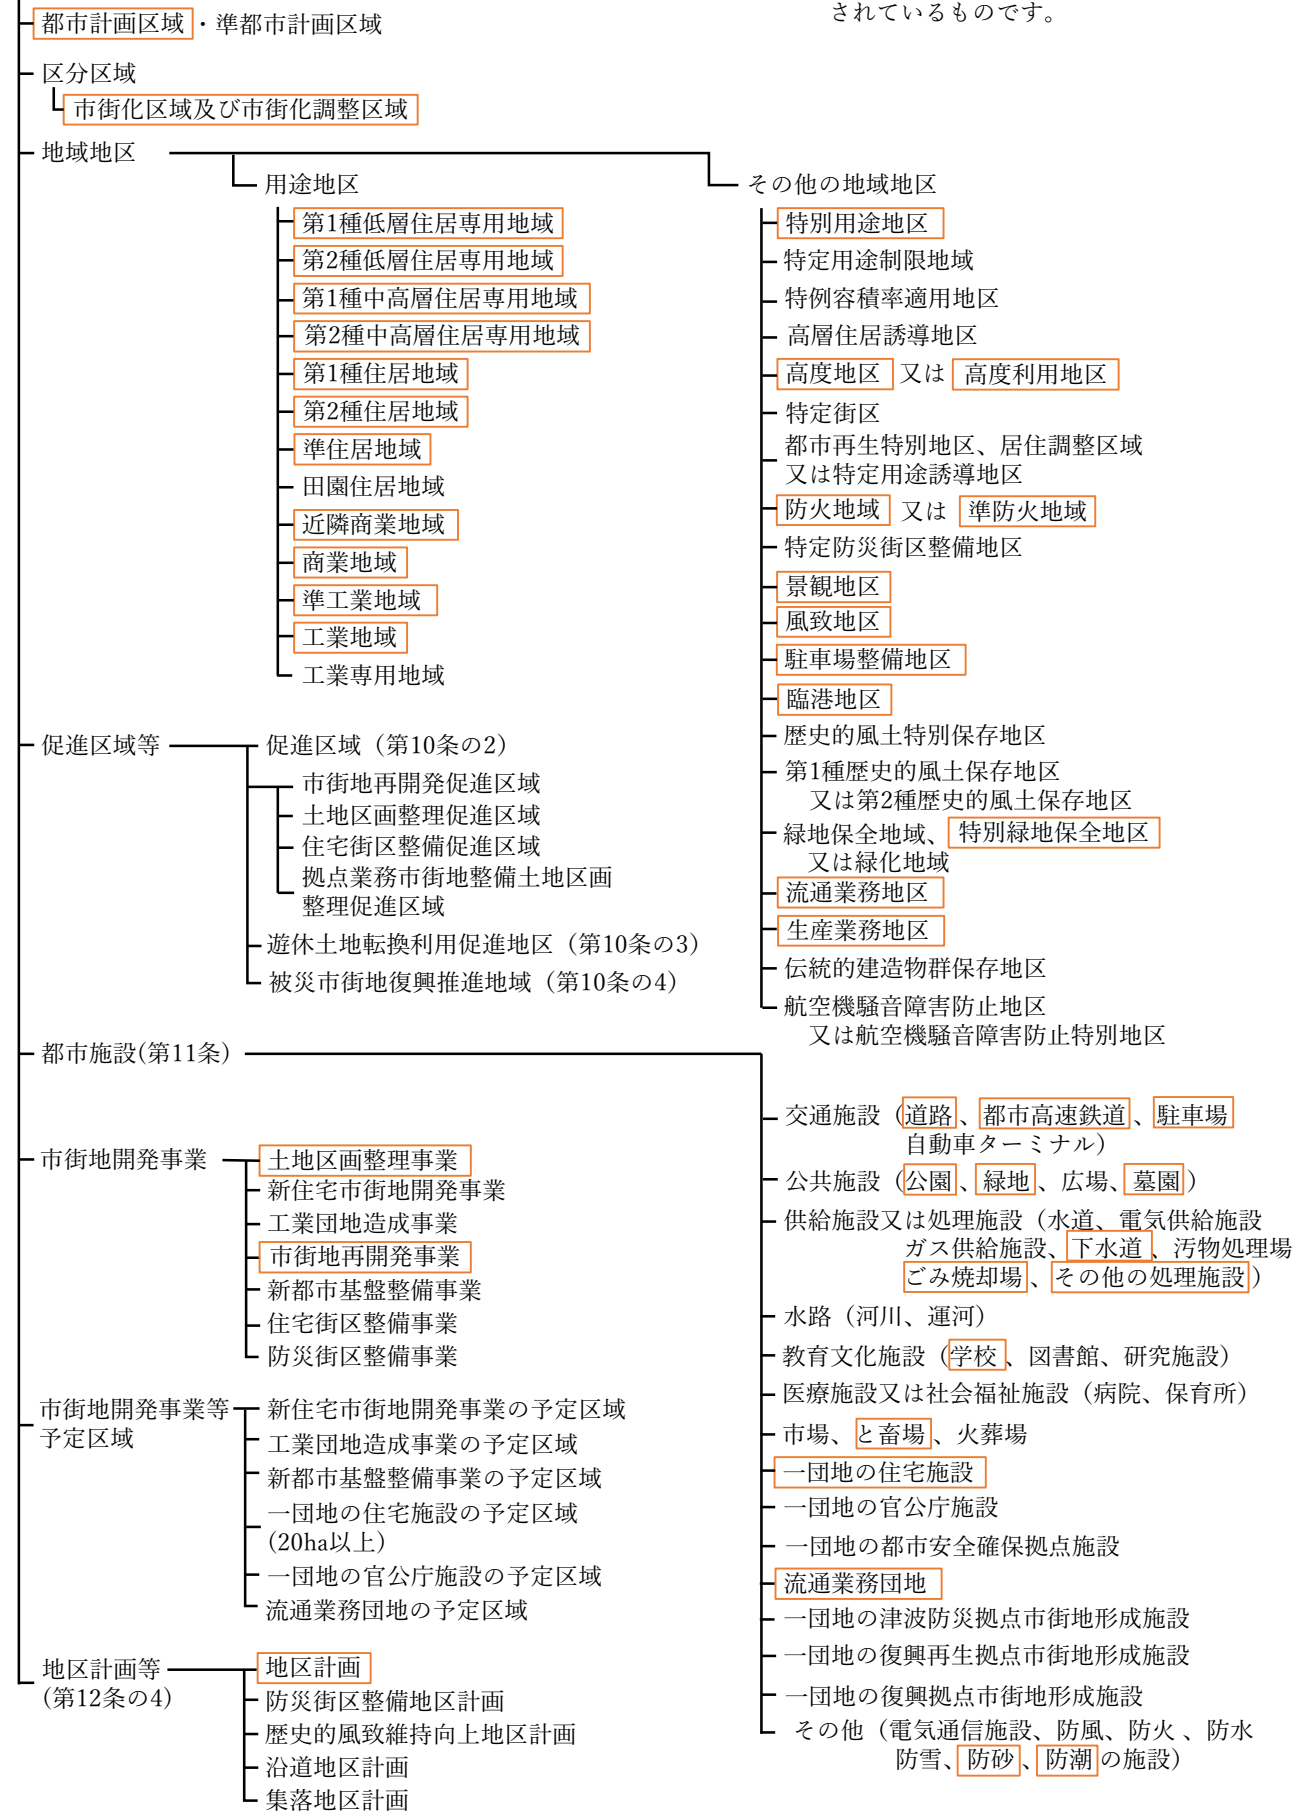 されているものです。
都市計画区域・準都市計画区域
区分区域
市街化区域及び市街化調整区域
地域地区
用途地区
第1種低層住居専用地域
第2種低層住居専用地域
第1種中高層住居専用地域
第2種中高層住居専用地域
第1種住居地域
第2種住居地域
準住居地域
田園住居地域
近隣商業地域
商業地域
準工業地域
工業地域
工業専用地域
その他の地域地区
特別用途地区
特定用途制限地域
特例容積率適用地区
高層住居誘導地区
高度地区 又は 高度利用地区
特定街区
都市再生特別地区、居住調整区域
又は特定用途誘導地区
防火地域 又は 準防火地域
特定防災街区整備地区
景観地区
風致地区
駐車場整備地区
臨港地区
歴史的風土特別保存地区
第1種歴史的風土保存地区
又は第2種歴史的風土保存地区
緑地保全地域、特別緑地保全地区
又は緑化地域
流通業務地区
生産業務地区
伝統的建造物群保存地区
航空機騒音障害防止地区
又は航空機騒音障害防止特別地区
促進区域等
促進区域（第10条の2）
市街地再開発促進区域
土地区画整理促進区域
住宅街区整備促進区域
拠点業務市街地整備土地区画
整理促進区域
遊休土地転換利用促進地区（第10条の3）
被災市街地復興推進地域（第10条の4）
都市施設(第11条）
交通施設（道路、都市高速鉄道、駐車場
自動車ターミナル）
公共施設（公園、緑地、広場、墓園）
供給施設又は処理施設（水道、電気供給施設
ガス供給施設、下水道、汚物処理場
ごみ焼却場、その他の処理施設）
水路（河川、運河）
教育文化施設（学校、図書館、研究施設）
医療施設又は社会福祉施設（病院、保育所）
市場、と畜場、火葬場
一団地の住宅施設
一団地の官公庁施設
一団地の都市安全確保拠点施設
流通業務団地
一団地の津波防災拠点市街地形成施設
一団地の復興再生拠点市街地形成施設
一団地の復興拠点市街地形成施設
その他（電気通信施設、防風、防火 、防水
防雪、防砂、防潮の施設）
市街地開発事業
土地区画整理事業
新住宅市街地開発事業
工業団地造成事業
市街地再開発事業
新都市基盤整備事業
住宅街区整備事業
防災街区整備事業
市街地開発事業等
予定区域
新住宅市街地開発事業の予定区域
工業団地造成事業の予定区域
新都市基盤整備事業の予定区域
一団地の住宅施設の予定区域
(20ha以上）
一団地の官公庁施設の予定区域
流通業務団地の予定区域
地区計画等
(第12条の4）
地区計画
防災街区整備地区計画
歴史的風致維持向上地区計画
沿道地区計画
集落地区計画